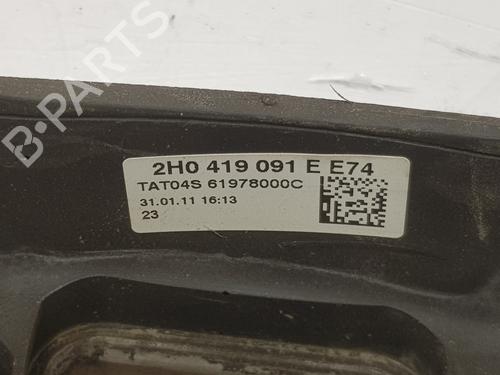 B-PARTS
2H0 419 091 E E74
TAT04S 61978000C
31.01.11 16:13
23